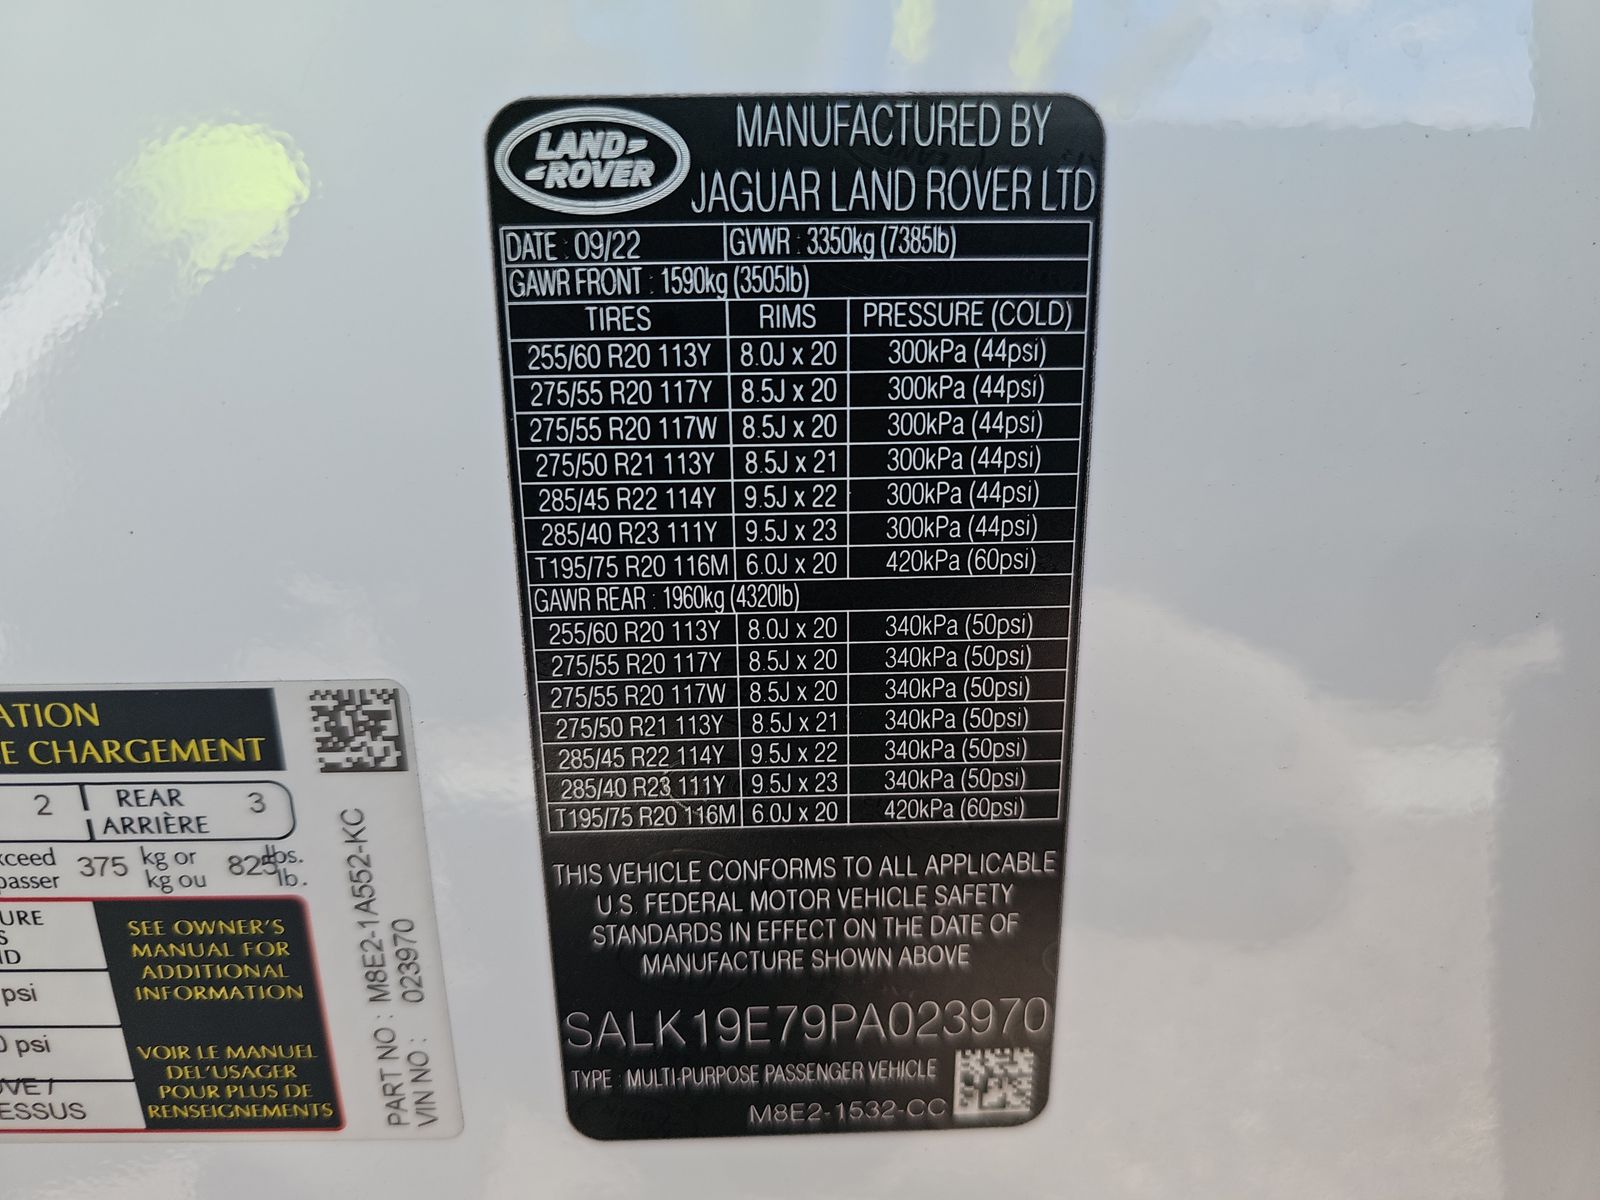 LAND ROVER
MANUFACTURED BY
JAGUAR LAND ROVER LTD
DATE : 09/22 GVWR : 3350kg (7385lb)
GAWR FRONT : 1590kg (3505lb)
TIRES RIMS PRESSURE (COLD)
255/60 R20 113Y 8.0J x 20 300kPa (44psi)
275/55 R20 117Y 8.5J x 20 300kPa (44psi)
275/55 R20 117W 8.5J x 20 300kPa (44psi)
275/50 R21 113Y 8.5J x 21 300kPa (44psi)
285/45 R22 114Y 9.5J x 22 300kPa (44psi)
285/40 R23 111Y 9.5J x 23 300kPa (44psi)
T195/75 R20 116M 6.0J x 20 420kPa (60psi)
GAWR REAR : 1960kg (4320lb)
255/60 R20 113Y 8.0J x 20 340kPa (50psi)
275/55 R20 117Y 8.5J x 20 340kPa (50psi)
275/55 R20 117W 8.5J x 20 340kPa (50psi)
275/50 R21 113Y 8.5J x 21 340kPa (50psi)
285/45 R22 114Y 9.5J x 22 340kPa (50psi)
285/40 R23 111Y 9.5J x 23 340kPa (50psi)
T195/75 R20 116M 6.0J x 20 420kPa (60psi)
THIS VEHICLE CONFORMS TO ALL APPLICABLE
U.S. FEDERAL MOTOR VEHICLE SAFETY
STANDARDS IN EFFECT ON THE DATE OF
MANUFACTURE SHOWN ABOVE
SALK19E79PA023970
TYPE : MULTI-PURPOSE PASSENGER VEHICLE
M8E2-1532-CC
ATION
E CHARGEMENT
2 REAR 3
ARRIÈRE
xceed 375 kg or 825 lbs.
passer kg ou lb.
URE
S
ID
psi
0 psi
OVE /
ESSUS
SEE OWNER'S
MANUAL FOR
ADDITIONAL
INFORMATION
VOIR LE MANUEL
DEL'USAGER
POUR PLUS DE
RENSEIGNEMENTS
PART NO : M8E2-1A552-KC
VIN NO : 023970